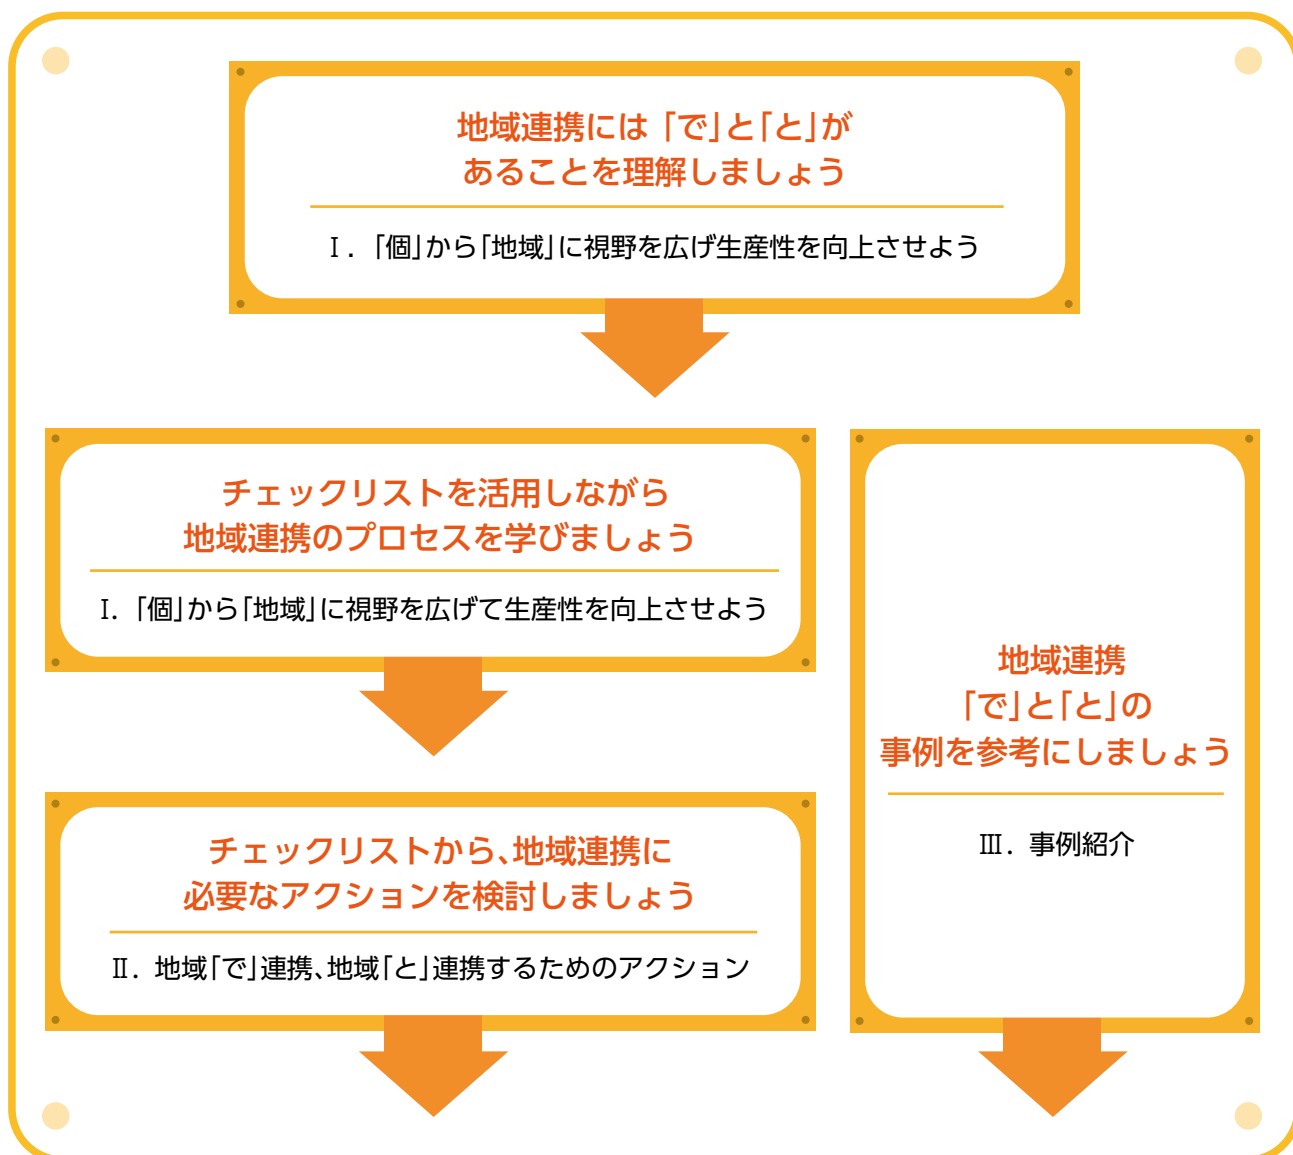 地域連携には「で」と「と」が
あることを理解しましょう
Ⅰ．「個」から「地域」に視野を広げ生産性を向上させよう
チェックリストを活用しながら
地域連携のプロセスを学びましょう
Ⅰ．「個」から「地域」に視野を広げて生産性を向上させよう
チェックリストから、地域連携に
必要なアクションを検討しましょう
Ⅱ．地域「で」連携、地域「と」連携するためのアクション
地域連携
「で」と「と」の
事例を参考にしましょう
Ⅲ．事例紹介